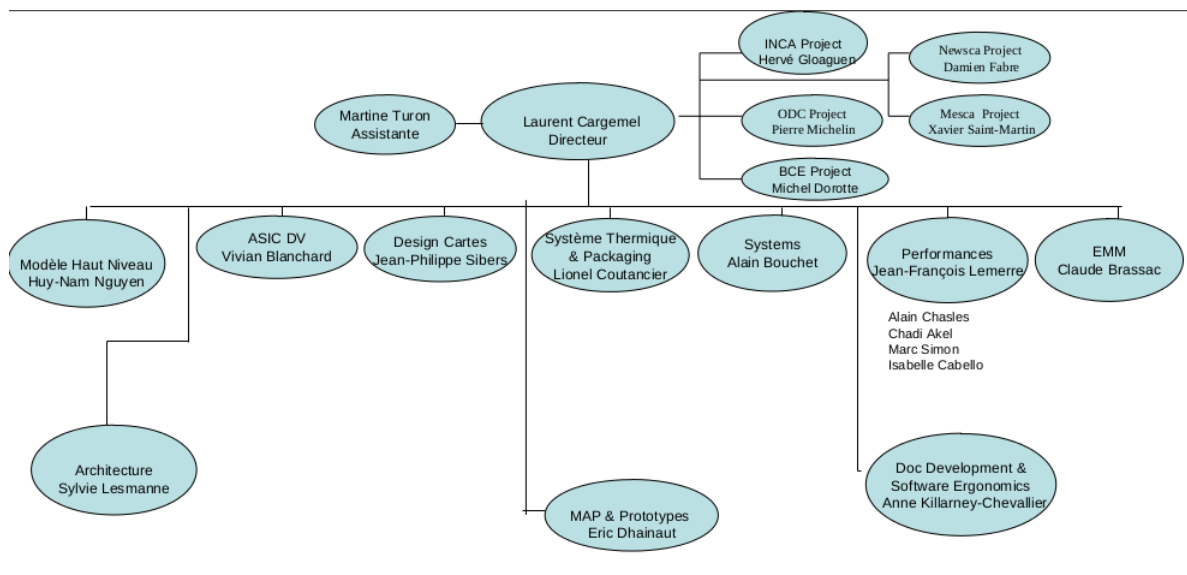 INCA Project
Hervé Gloaguen
Newsca Project
Damien Fabre
Martine Turon
Assistante
Laurent Cargemel
Directeur
ODC Project
Pierre Michelin
Mesca Project
Xavier Saint-Martin
BCE Project
Michel Dorotte
Modèle Haut Niveau
Huy-Nam Nguyen
ASIC DV
Vivian Blanchard
Design Cartes
Jean-Philippe Sibers
Système Thermique
& Packaging
Lionel Coutancier
Systems
Alain Bouchet
Performances
Jean-François Lemerre
EMM
Claude Brassac
Alain Chasles
Chadi Akel
Marc Simon
Isabelle Cabello
Architecture
Sylvie Lesmanne
MAP & Prototypes
Eric Dhainaut
Doc Development &
Software Ergonomics
Anne Killarney-Chevallier